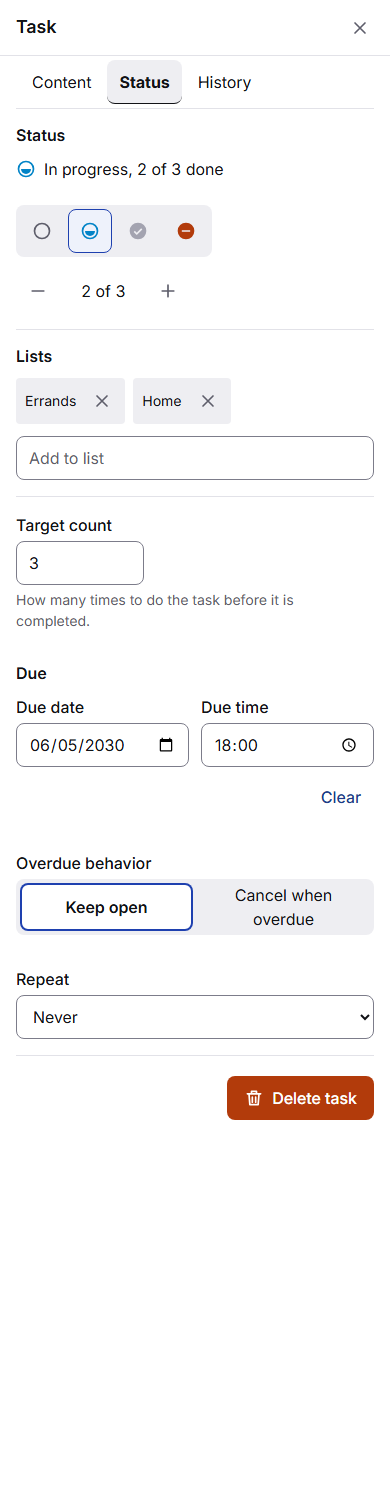 Task
Content Status History
Status
In progress, 2 of 3 done
2 of 3
Lists
Errands Home
Add to list
Target count
3
How many times to do the task before it is
completed.
Due
Due date Due time
06/05/2030 18:00
Clear
Overdue behavior
Keep open Cancel when
overdue
Repeat
Never
Delete task